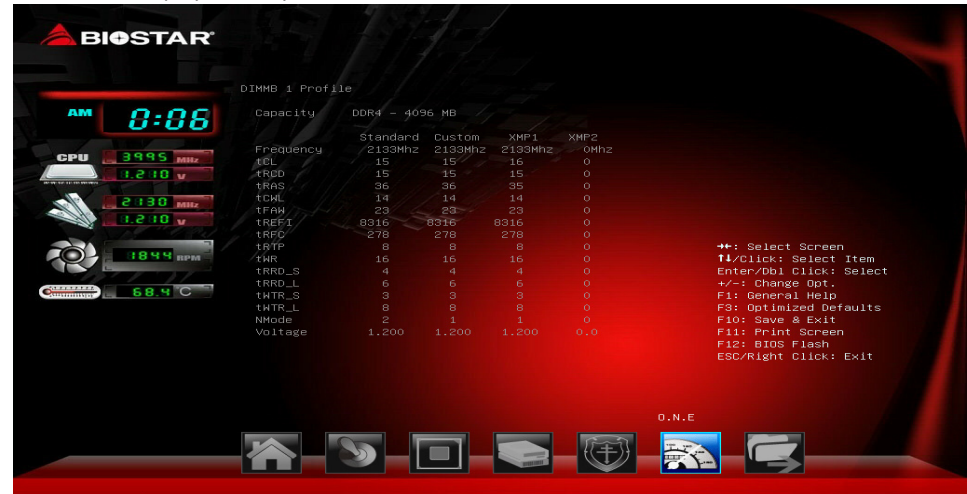 BIOSTAR
AM 0:06
CPU 3995 MHz
1.210 V
2130 MHz
1.210 V
1844 RPM
68.4 C
DIMMB 1 Profile
Capacity DDR4 - 4096 MB
Standard Custom XMP1 XMP2
Frequency 2133Mhz 2133Mhz 2133Mhz 0Mhz
tCL 15 15 16 0
tRCD 15 15 15 0
tRAS 36 36 35 0
tCWL 14 14 14 0
tFAW 23 23 23 0
tREFI 8316 8316 8316 0
tRFC 278 278 278 0
tRTP 8 8 8 0
tWR 16 16 16 0
tRRD_S 4 4 4 0
tRRD_L 6 6 6 0
tWTR_S 3 3 3 0
tWTR_L 8 8 8 0
NMode 2 1 1 0
Voltage 1.200 1.200 1.200 0.0
→←: Select Screen
↑↓/Click: Select Item
Enter/Dbl Click: Select
+/-: Change Opt.
F1: General Help
F3: Optimized Defaults
F10: Save & Exit
F11: Print Screen
F12: BIOS Flash
ESC/Right Click: Exit
O.N.E